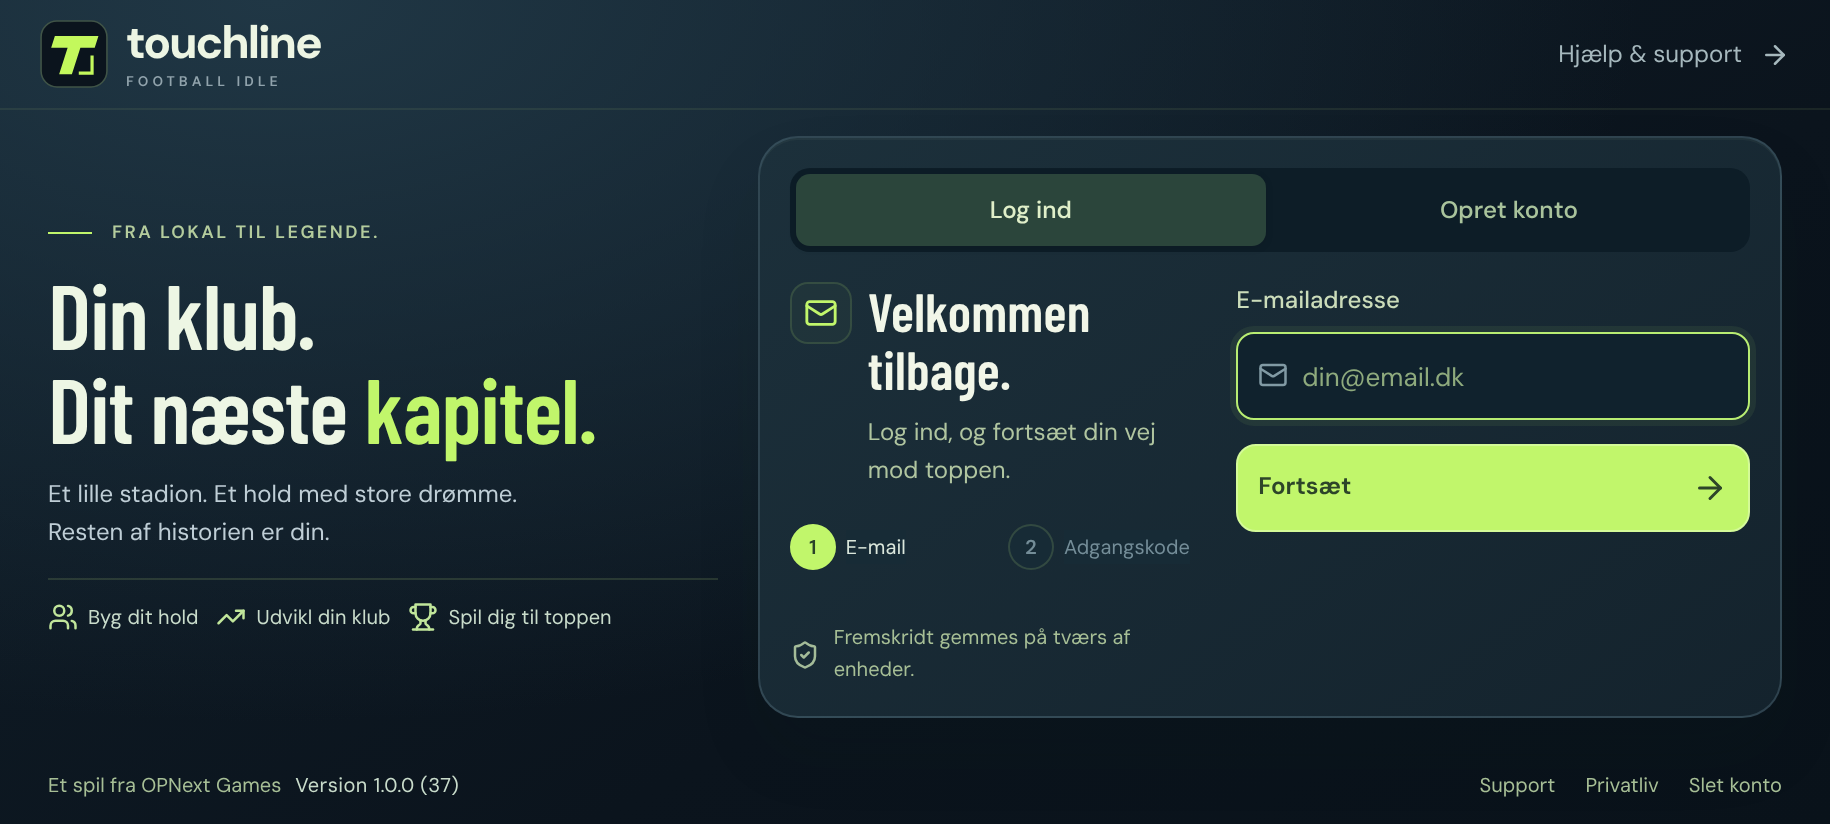 touchline
FOOTBALL IDLE
Hjælp & support
FRA LOKAL TIL LEGENDE.
Din klub.
Dit næste kapitel.
Et lille stadion. Et hold med store drømme.
Resten af historien er din.
Byg dit hold
Udvikl din klub
Spil dig til toppen
Log ind
Opret konto
Velkommen
tilbage.
Log ind, og fortsæt din vej
mod toppen.
1 E-mail
2 Adgangskode
Fremskridt gemmes på tværs af
enheder.
E-mailadresse
din@email.dk
Fortsæt
Et spil fra OPNext Games
Version 1.0.0 (37)
Support
Privatliv
Slet konto